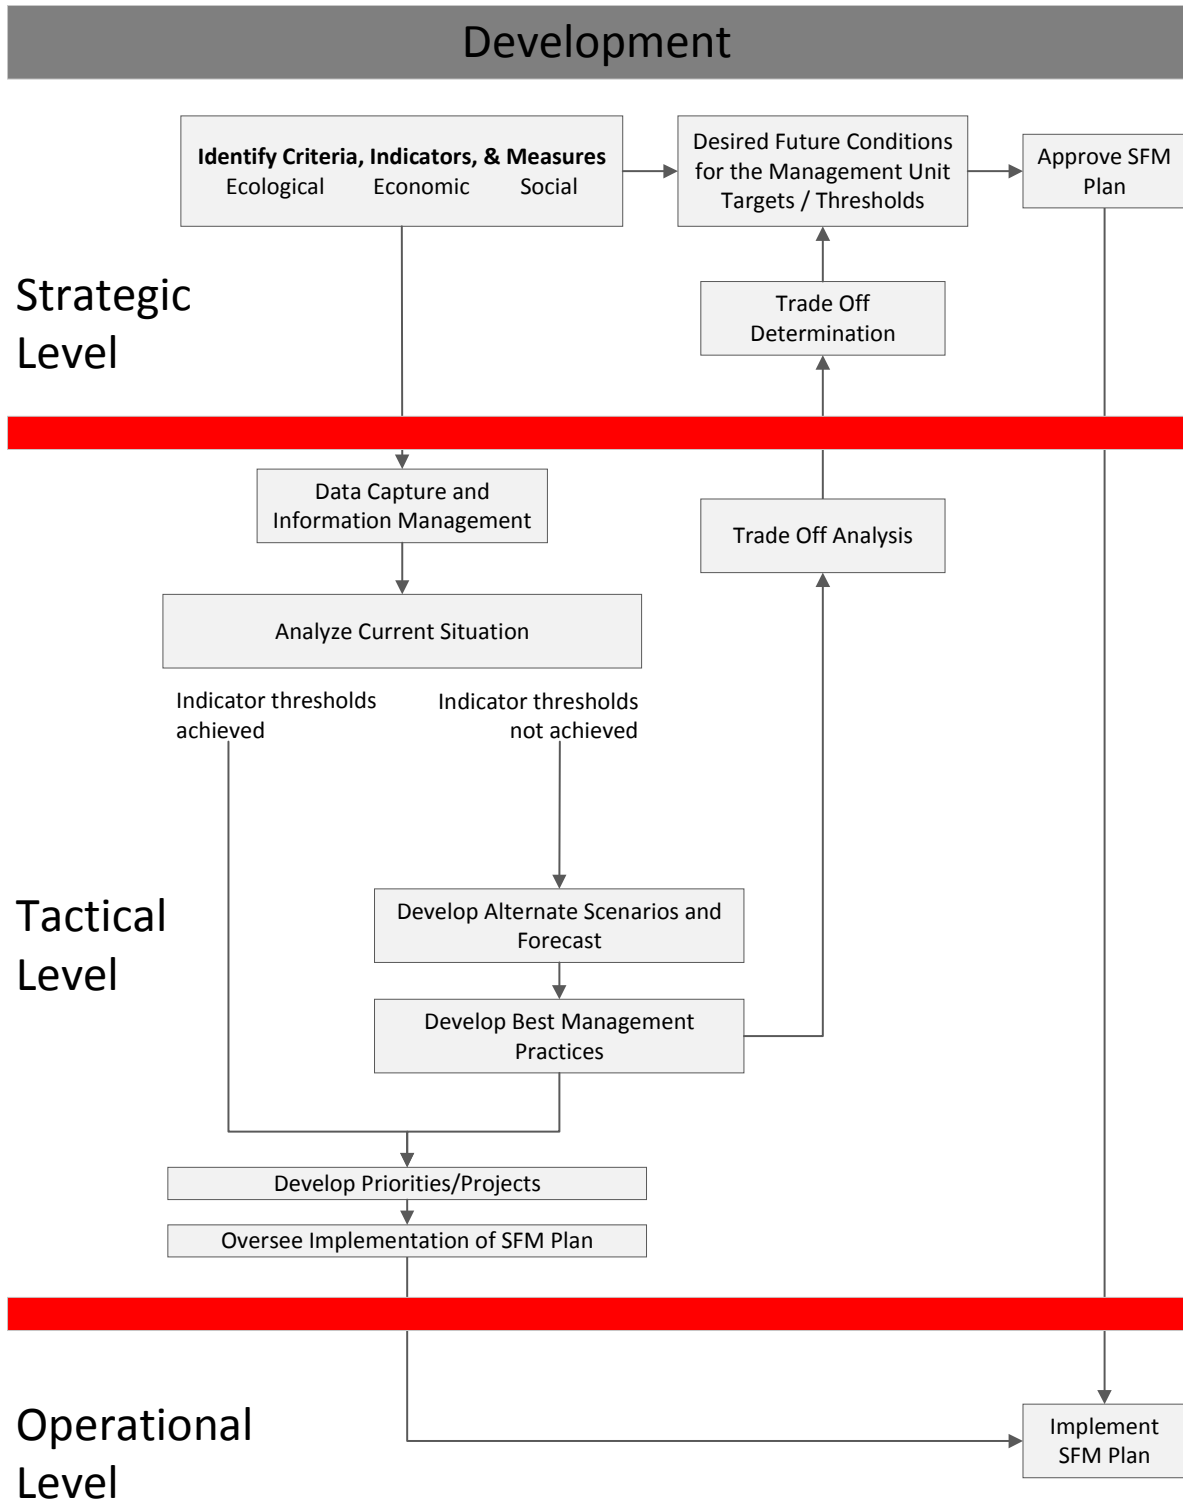 Development
Identify Criteria, Indicators, & Measures
Ecological Economic Social
Desired Future Conditions
for the Management Unit
Targets / Thresholds
Approve SFM
Plan
Strategic
Level
Trade Off
Determination
Data Capture and
Information Management
Trade Off Analysis
Analyze Current Situation
Indicator thresholds
achieved
Indicator thresholds
not achieved
Tactical
Level
Develop Alternate Scenarios and
Forecast
Develop Best Management
Practices
Develop Priorities/Projects
Oversee Implementation of SFM Plan
Operational
Level
Implement
SFM Plan